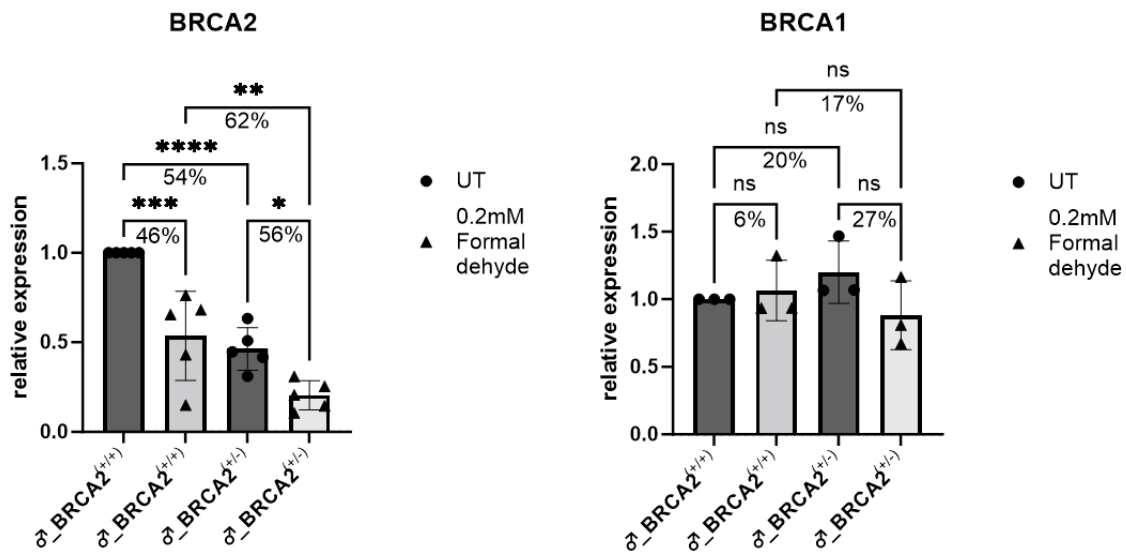 BRCA2
**
62%
****
54%
***
46%
*
56%
1.5
1.0
0.5
0.0
relative expression
UT
0.2mM
Formal
dehyde
♂_BRCA2(+/+)
♂_BRCA2(+/+)
♂_BRCA2(+/-)
♂_BRCA2(+/-)
BRCA1
ns
17%
ns
20%
ns
6%
ns
27%
2.0
1.5
1.0
0.5
0.0
relative expression
UT
0.2mM
Formal
dehyde
♂_BRCA2(+/+)
♂_BRCA2(+/+)
♂_BRCA2(+/-)
♂_BRCA2(+/-)